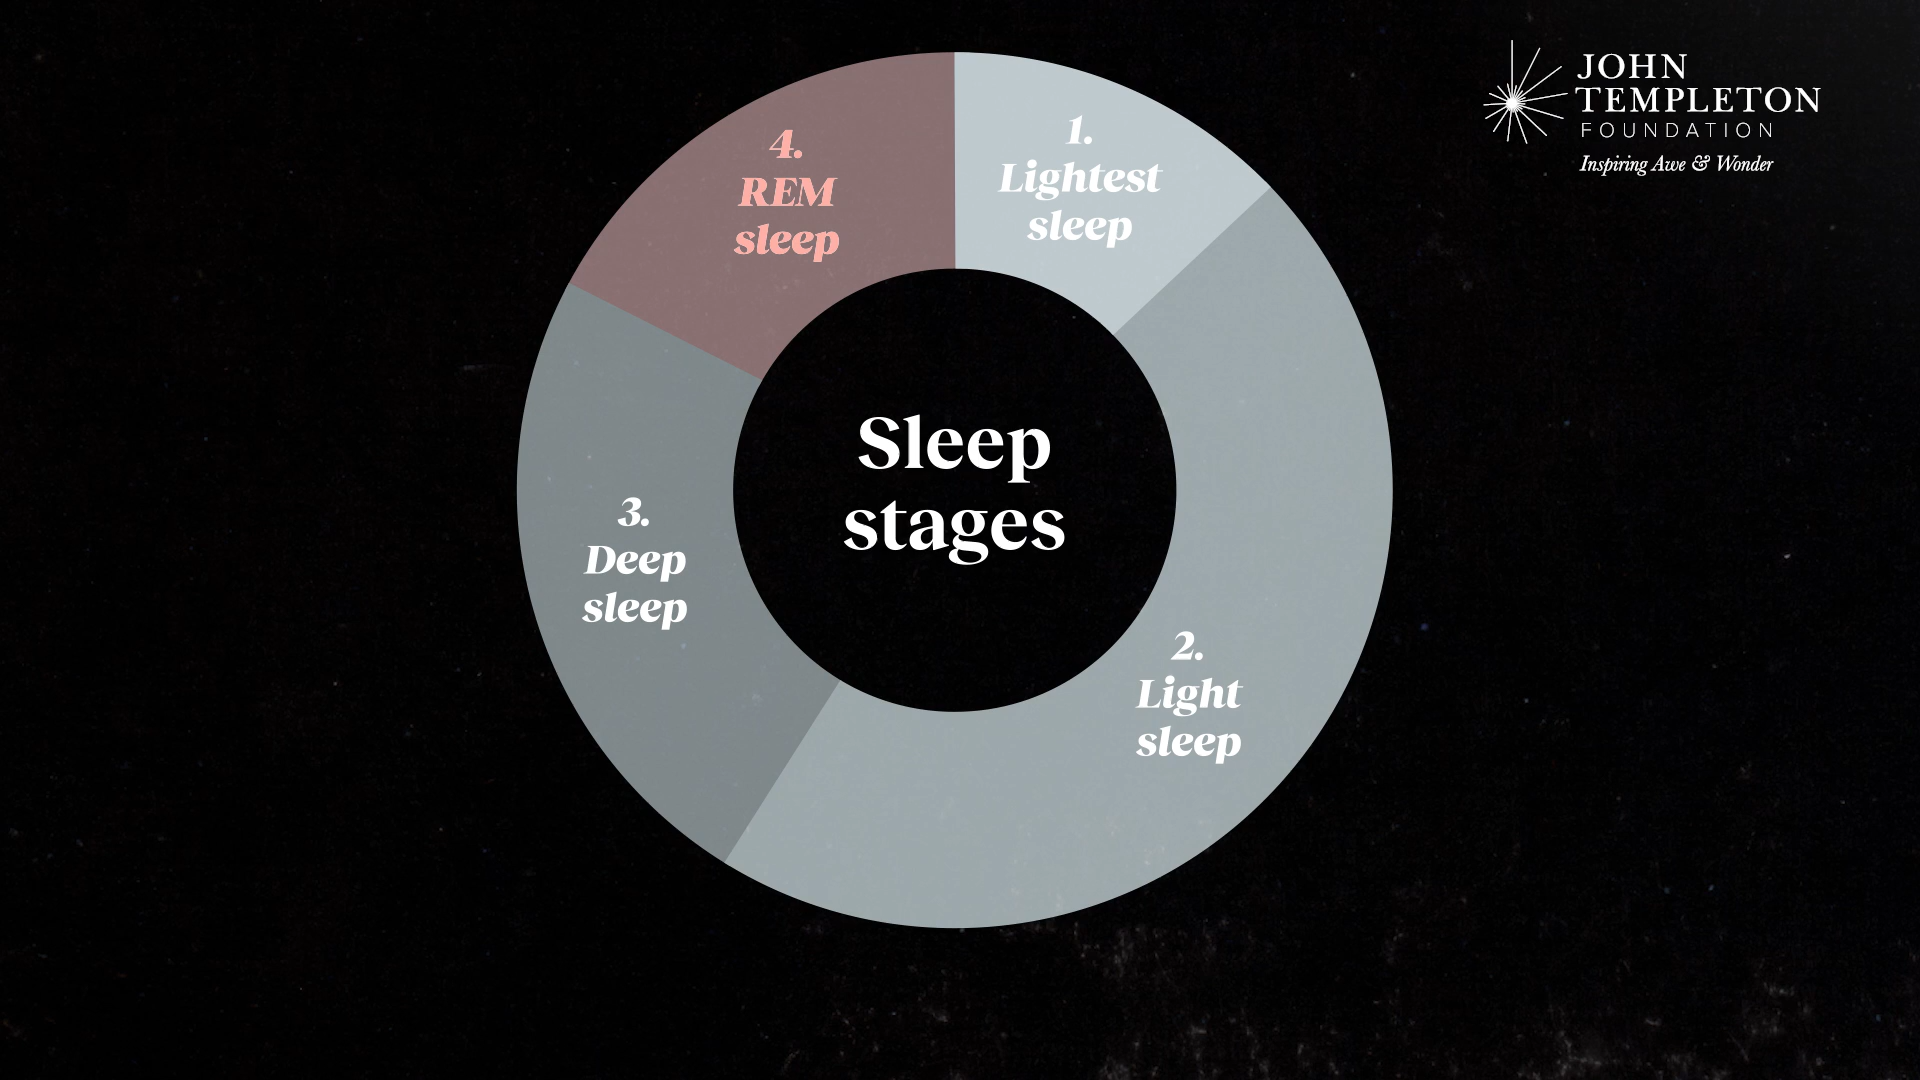 JOHN
TEMPLETON
FOUNDATION
Inspiring Awe & Wonder
1.
Lightest
sleep
2.
Light
sleep
3.
Deep
sleep
4.
REM
sleep
Sleep
stages